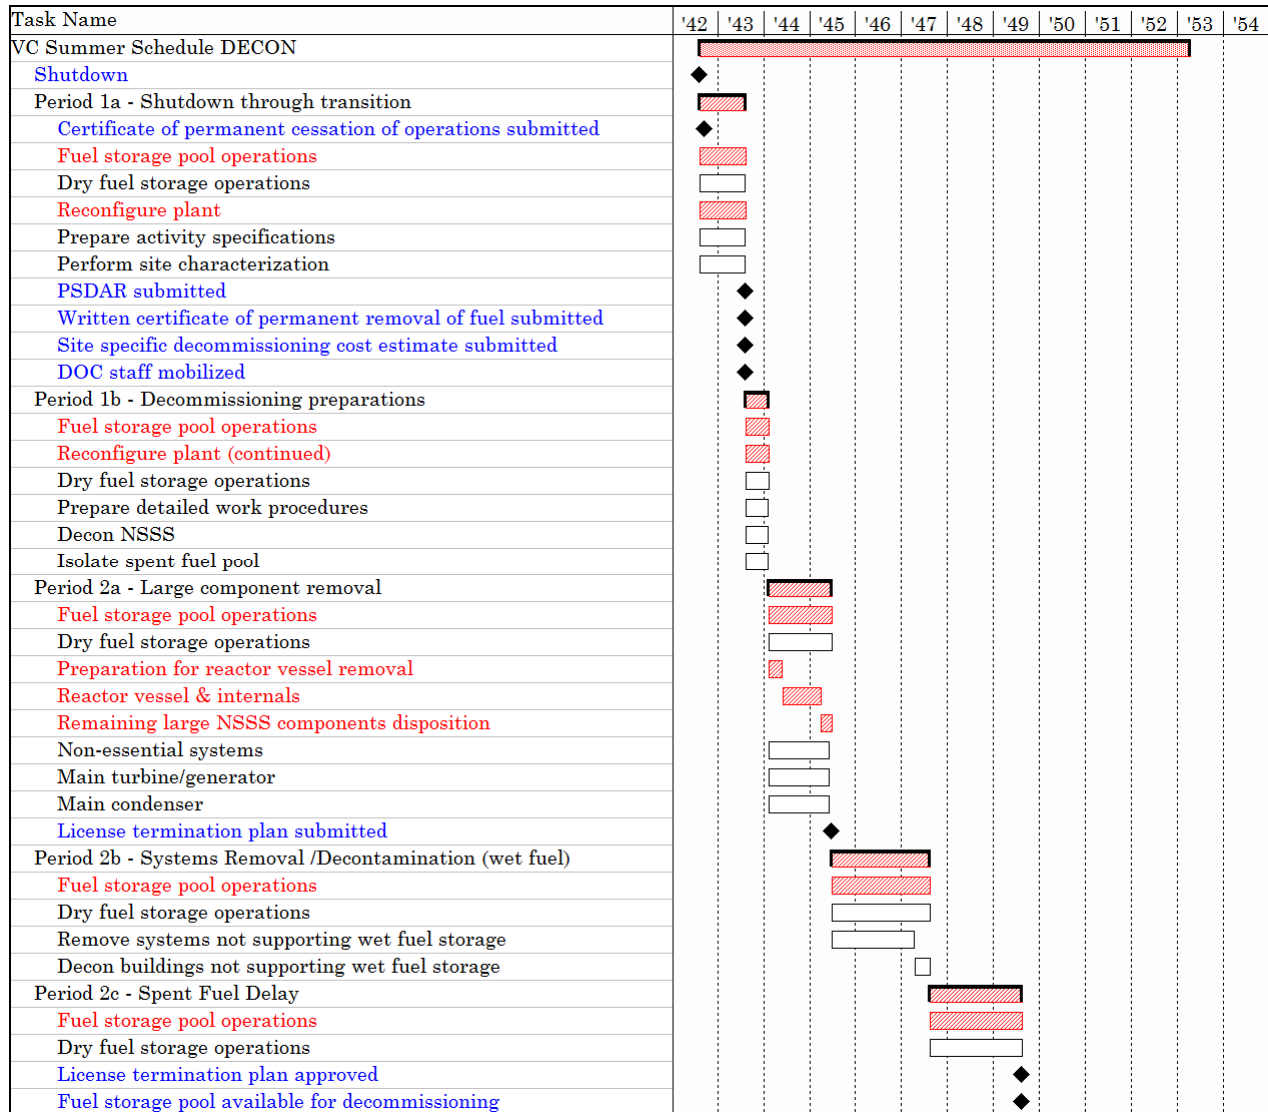 Task Name '42 '43 '44 '45 '46 '47 '48 '49 '50 '51 '52 '53 '54
VC Summer Schedule DECON
Shutdown
Period 1a - Shutdown through transition
Certificate of permanent cessation of operations submitted
Fuel storage pool operations
Dry fuel storage operations
Reconfigure plant
Prepare activity specifications
Perform site characterization
PSDAR submitted
Written certificate of permanent removal of fuel submitted
Site specific decommissioning cost estimate submitted
DOC staff mobilized
Period 1b - Decommissioning preparations
Fuel storage pool operations
Reconfigure plant (continued)
Dry fuel storage operations
Prepare detailed work procedures
Decon NSSS
Isolate spent fuel pool
Period 2a - Large component removal
Fuel storage pool operations
Dry fuel storage operations
Preparation for reactor vessel removal
Reactor vessel & internals
Remaining large NSSS components disposition
Non-essential systems
Main turbine/generator
Main condenser
License termination plan submitted
Period 2b - Systems Removal /Decontamination (wet fuel)
Fuel storage pool operations
Dry fuel storage operations
Remove systems not supporting wet fuel storage
Decon buildings not supporting wet fuel storage
Period 2c - Spent Fuel Delay
Fuel storage pool operations
Dry fuel storage operations
License termination plan approved
Fuel storage pool available for decommissioning